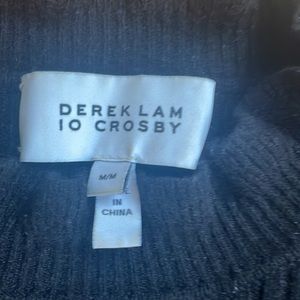 DEREK LAM
10 CROSBY
M/M
IN
CHINA